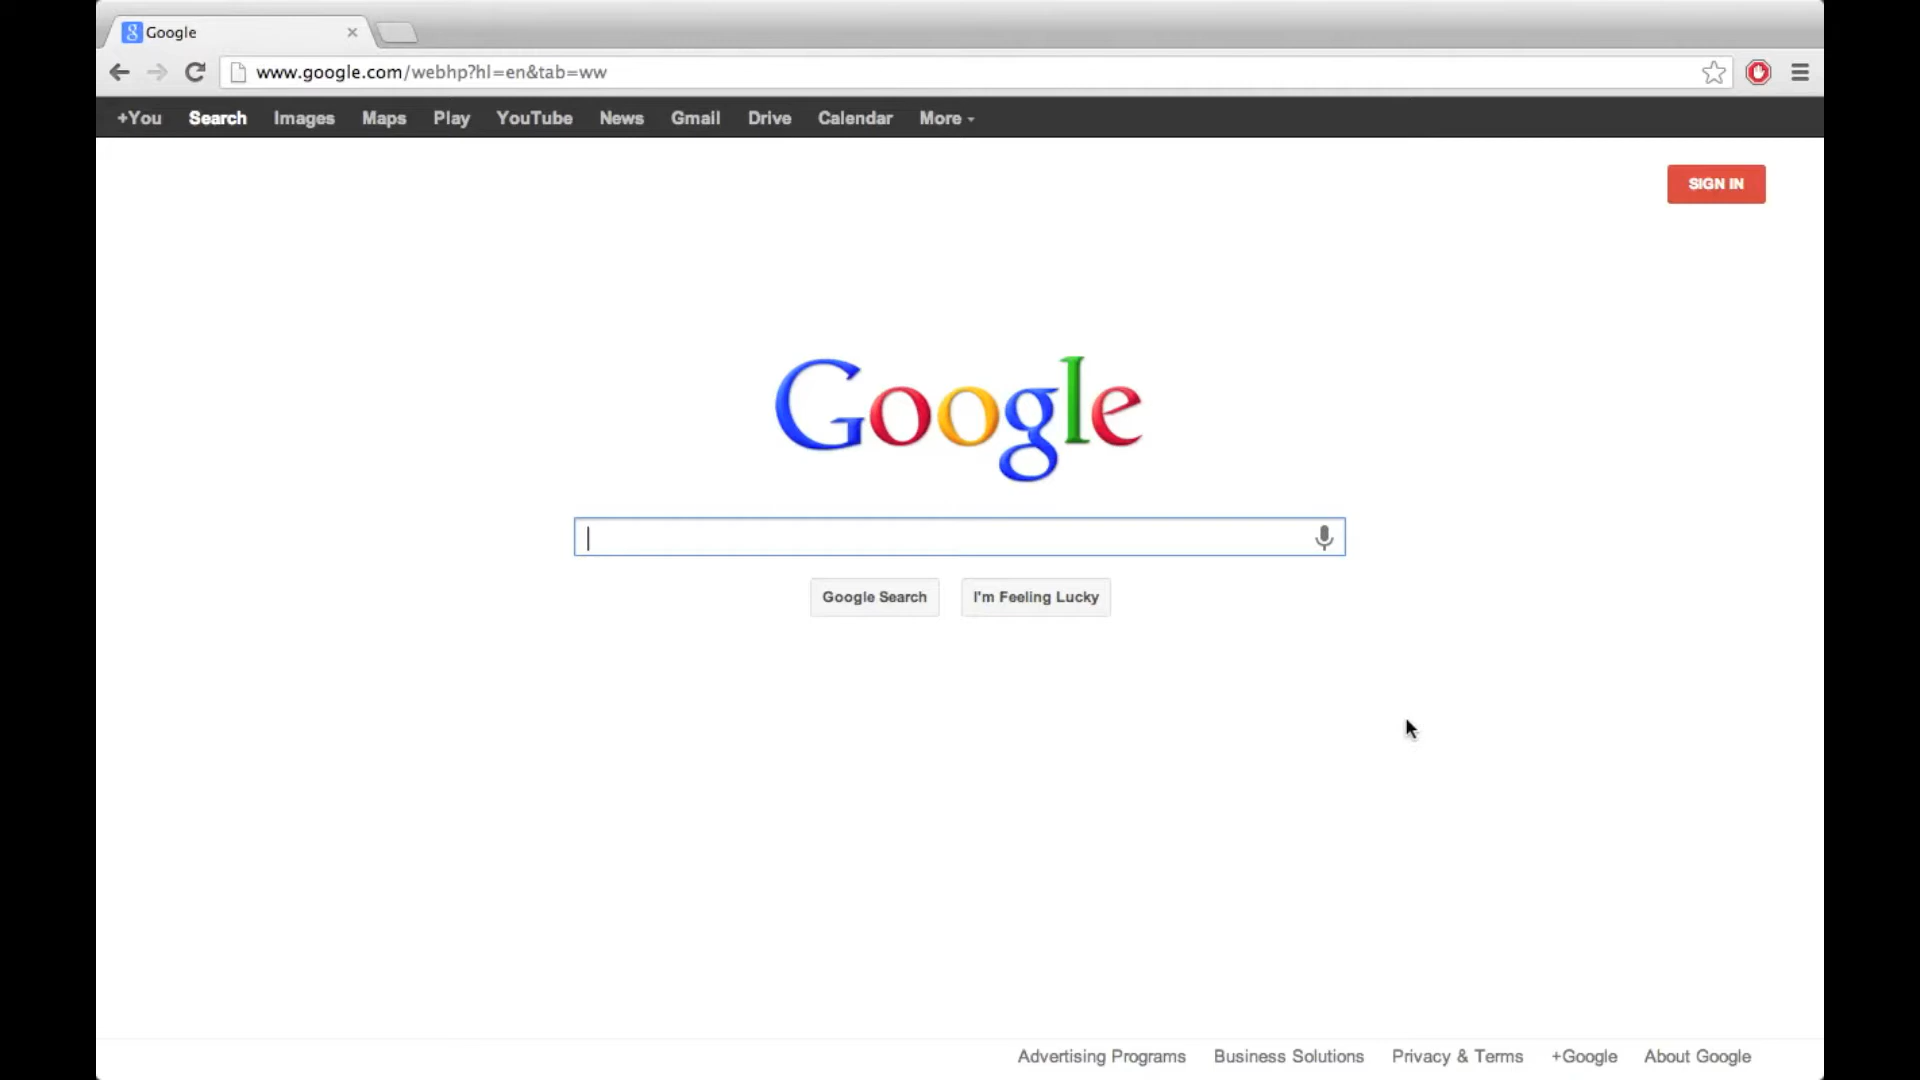 Google
www.google.com/webhp?hl=en&tab=ww
+You Search Images Maps Play YouTube News Gmail Drive Calendar More
SIGN IN
Google
Google Search I'm Feeling Lucky
Advertising Programs Business Solutions Privacy & Terms +Google About Google